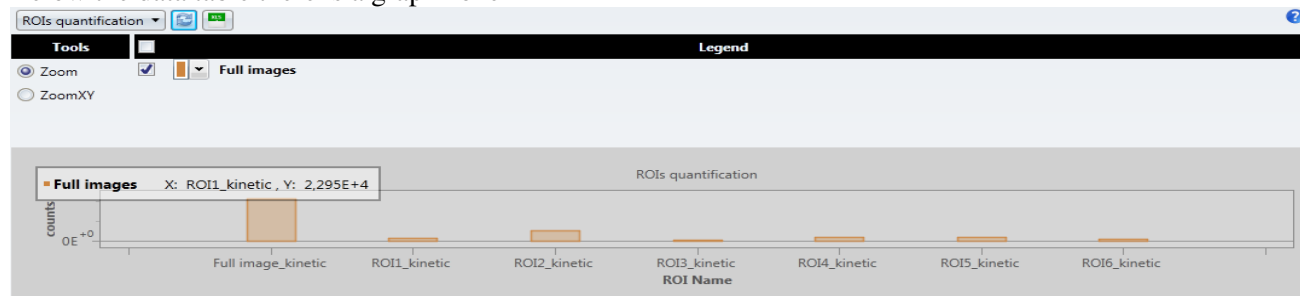 ROIs quantification
XLS
Tools Legend
Zoom Full images
ZoomXY
ROIs quantification
Full images X: ROI1_kinetic , Y: 2,295E+4
counts
0E+0
Full image_kinetic ROI1_kinetic ROI2_kinetic ROI3_kinetic ROI4_kinetic ROI5_kinetic ROI6_kinetic
ROI Name